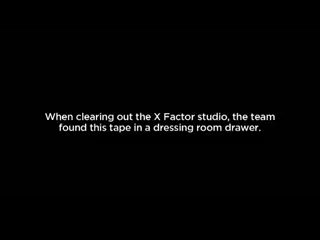 When clearing out the X Factor studio, the team
found this tape in a dressing room drawer.